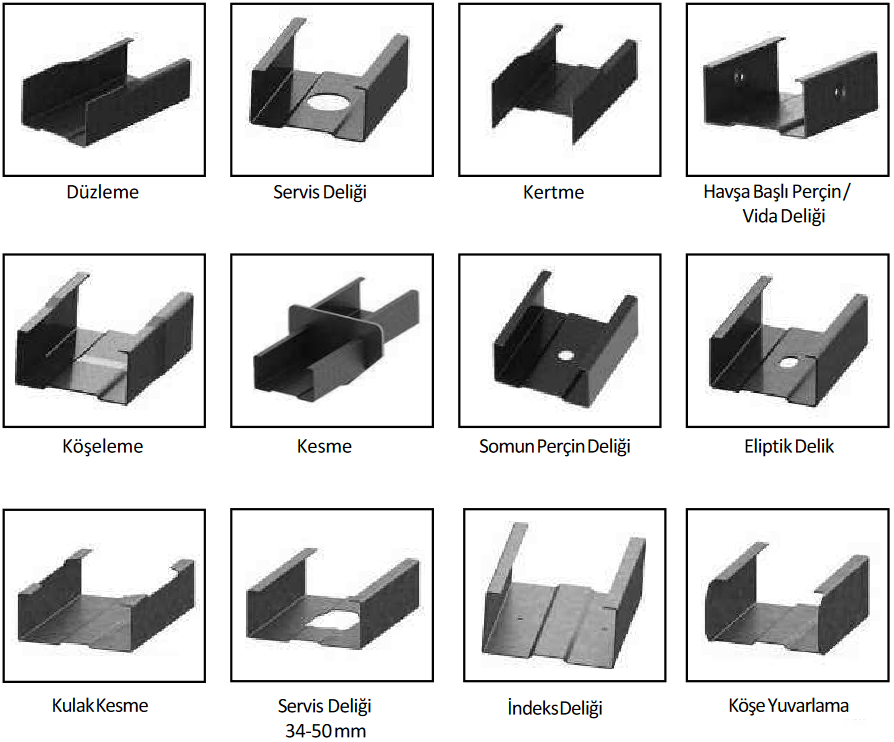 Düzleme
Servis Deliği
Kertme
Havşa Başlı Perçin /
Vida Deliği
Köşeleme
Kesme
Somun Perçin Deliği
Eliptik Delik
Kulak Kesme
Servis Deliği
34-50 mm
İndeks Deliği
Köşe Yuvarlama